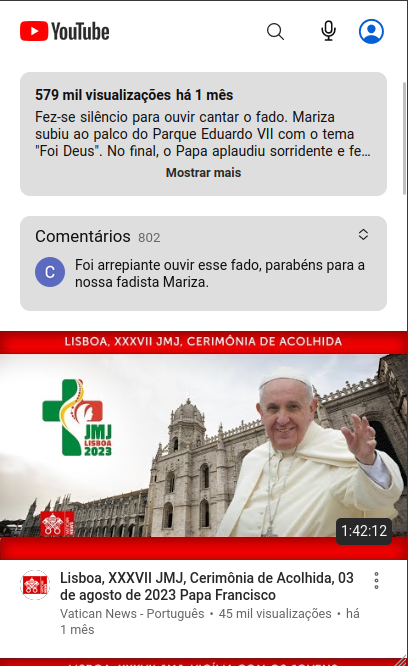 YouTube
579 mil visualizações há 1 mês
Fez-se silêncio para ouvir cantar o fado. Mariza
subiu ao palco do Parque Eduardo VII com o tema
"Foi Deus". No final, o Papa aplaudiu sorridente e fe...
Mostrar mais
Comentários 802
C
Foi arrepiante ouvir esse fado, parabéns para a
nossa fadista Mariza.
LISBOA, XXXVII JMJ, CERIMÔNIA DE ACOLHIDA
JMJ
LISBOA
2023
1:42:12
Lisboa, XXXVII JMJ, Cerimônia de Acolhida, 03
de agosto de 2023 Papa Francisco
Vatican News - Português • 45 mil visualizações • há
1 mês